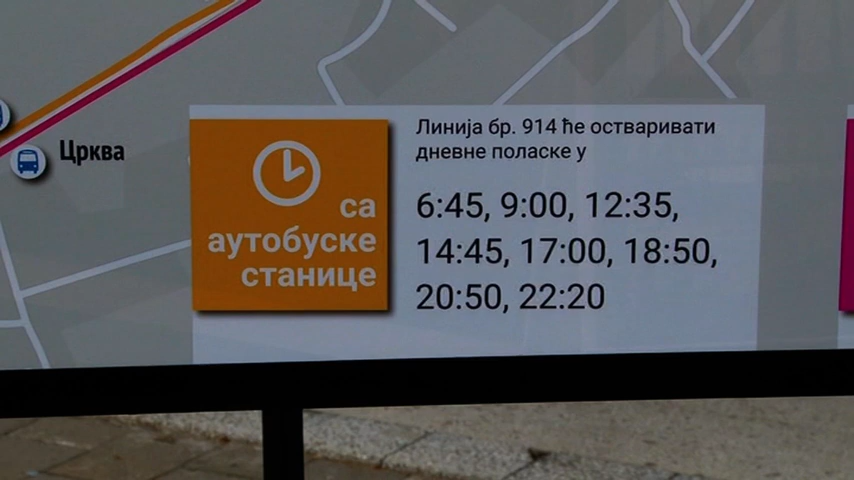 Црква
са
аутобуске
станице
Линија бр. 914 ће остваривати
дневне поласке у
6:45, 9:00, 12:35,
14:45, 17:00, 18:50,
20:50, 22:20